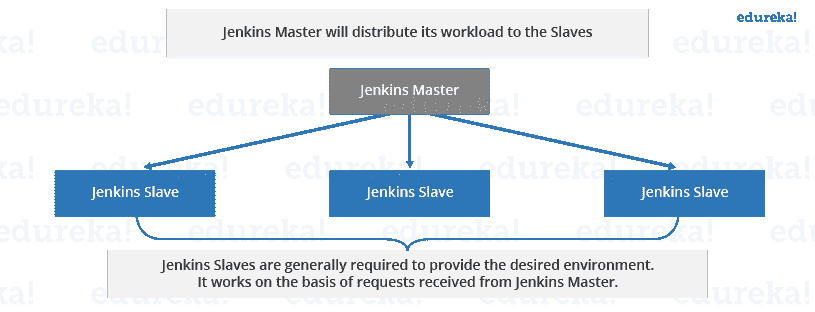 edureka!
Jenkins Master will distribute its workload to the Slaves
Jenkins Master
Jenkins Slave
Jenkins Slave
Jenkins Slave
Jenkins Slaves are generally required to provide the desired environment.
It works on the basis of requests received from Jenkins Master.